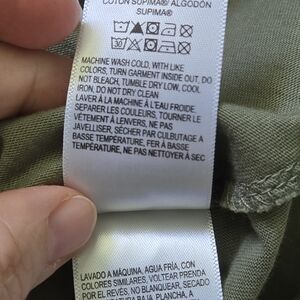 COTON SUPIMA®/ ALGODÓN
SUPIMA®
30
MACHINE WASH COLD, WITH LIKE
COLORS, TURN GARMENT INSIDE OUT, DO
NOT BLEACH, TUMBLE DRY LOW, COOL
IRON, DO NOT DRY CLEAN
LAVER À LA MACHINE À L'EAU FROIDE
SEPARER LES COULEURS, TOURNER LE
VÊTEMENT À L'ENVERS, NE PAS
JAVELLISER, SÉCHER PAR CULBUTAGE A
BASSE TEMPÉRATURE, FER À BASSE
TEMPÉRATURE, NE PAS NETTOYER À SEC
LAVADO A MÁQUINA, AGUA FRÍA, CON
COLORES SIMILARES, VOLTEAR PRENDA
POR EL REVÉS, NO BLANQUEAR, SECADO
BAJA, PLANCHA, A